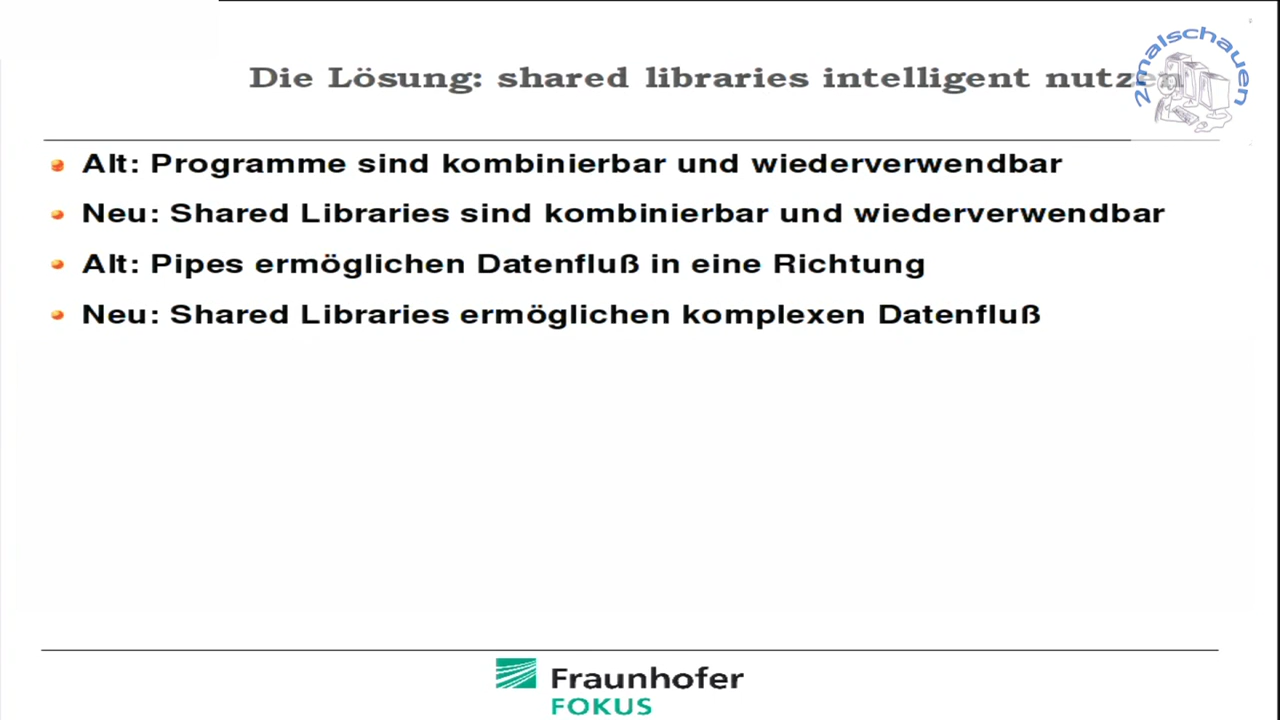 Die Lösung: shared libraries intelligent nutzen
2malschauen
Alt: Programme sind kombinierbar und wiederverwendbar
Neu: Shared Libraries sind kombinierbar und wiederverwendbar
Alt: Pipes ermöglichen Datenfluß in eine Richtung
Neu: Shared Libraries ermöglichen komplexen Datenfluß
Fraunhofer
FOKUS